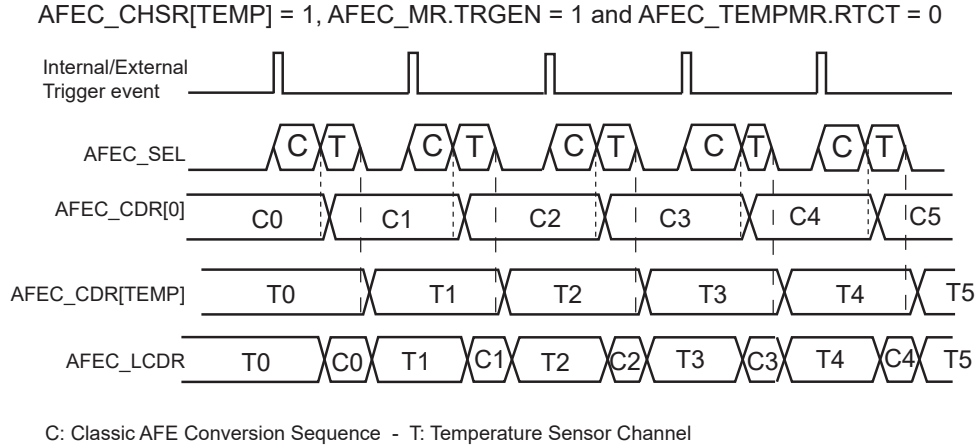 AFEC_CHSR[TEMP] = 1, AFEC_MR.TRGEN = 1 and AFEC_TEMPMR.RTCT = 0
Internal/External
Trigger event
AFEC_SEL C T C T C T C T C T
AFEC_CDR[0] C0 C1 C2 C3 C4 C5
AFEC_CDR[TEMP] T0 T1 T2 T3 T4 T5
AFEC_LCDR T0 C0 T1 C1 T2 C2 T3 C3 T4 C4 T5
C: Classic AFE Conversion Sequence - T: Temperature Sensor Channel